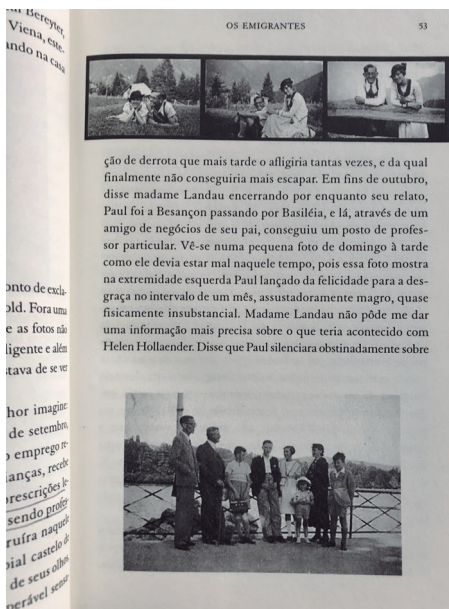 ul Bereyter,
Viena, este-
ando na casa
onto de excla-
old. Fora uma
e as fotos não
ligente e além
stava de se ver
hor imagine
de setembro,
o emprego re-
anças, recebe
prescrições le-
sendo profes-
ruíra naquele
pial castelo de
de seus olhos
perável senso
OS EMIGRANTES 53
ção de derrota que mais tarde o afligiria tantas vezes, e da qual
finalmente não conseguiria mais escapar. Em fins de outubro,
disse madame Landau encerrando por enquanto seu relato,
Paul foi a Besançon passando por Basiléia, e lá, através de um
amigo de negócios de seu pai, conseguiu um posto de profes-
sor particular. Vê-se numa pequena foto de domingo à tarde
como ele devia estar mal naquele tempo, pois essa foto mostra
na extremidade esquerda Paul lançado da felicidade para a des-
graça no intervalo de um mês, assustadoramente magro, quase
fisicamente insubstancial. Madame Landau não pôde me dar
uma informação mais precisa sobre o que teria acontecido com
Helen Hollaender. Disse que Paul silenciara obstinadamente sobre